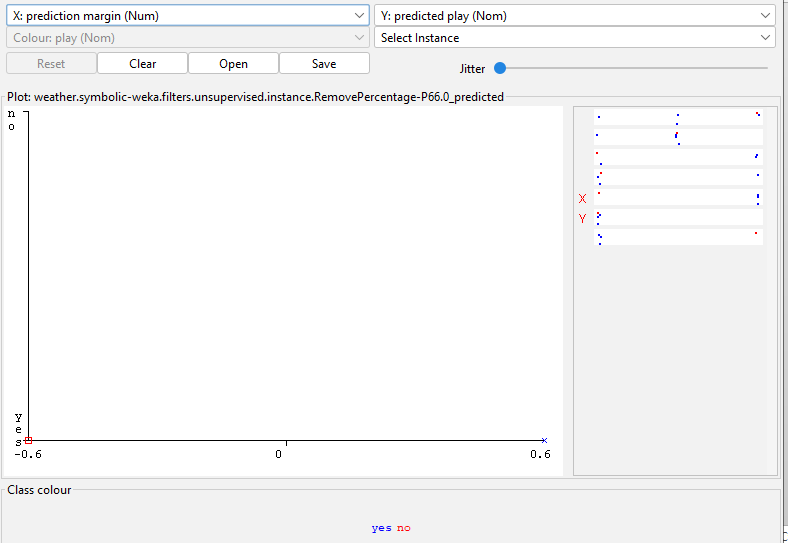 X: prediction margin (Num)
Y: predicted play (Nom)
Colour: play (Nom)
Select Instance
Reset
Clear
Open
Save
Jitter
Plot: weather.symbolic-weka.filters.unsupervised.instance.RemovePercentage-P66.0_predicted
no
yes
-0.6
0
0.6
X
Y
Class colour
yes no